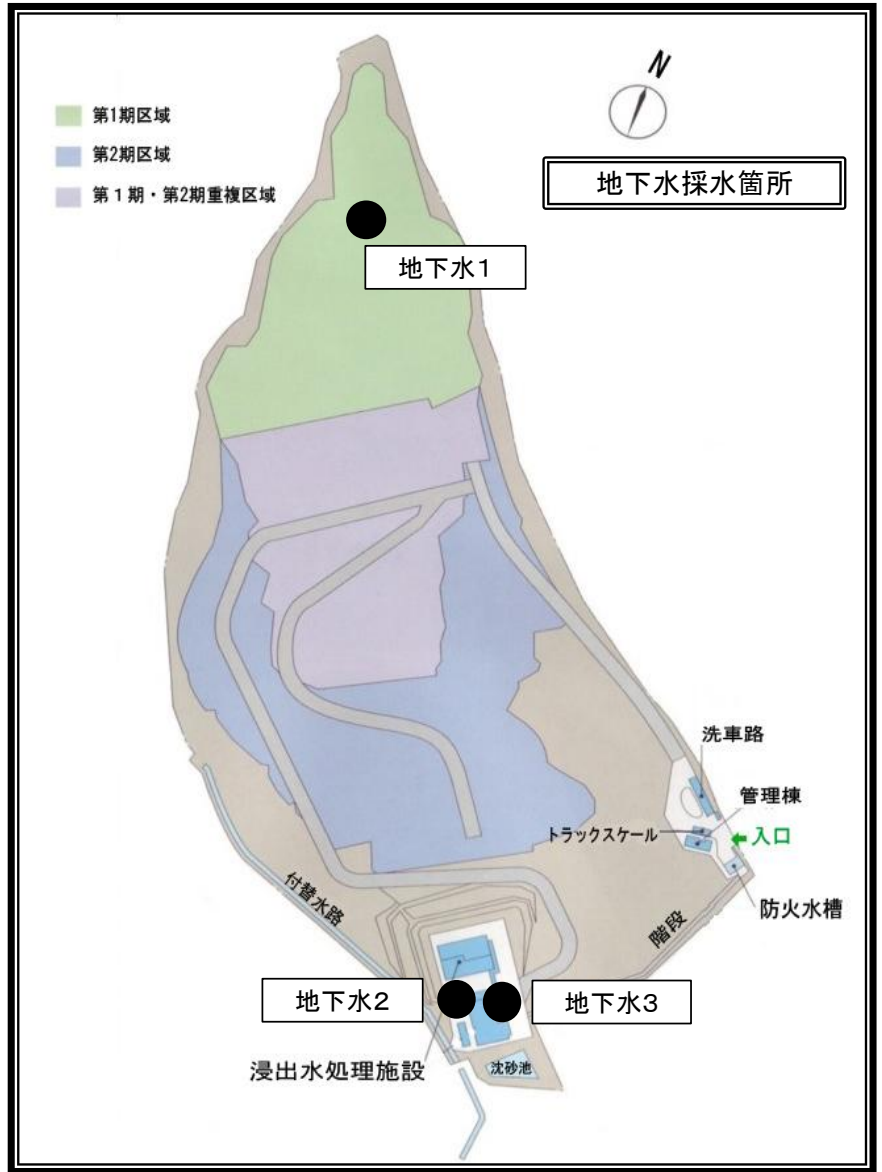 N
第1期区域
第2期区域
第1期・第2期重複区域
地下水採水箇所
地下水1
洗車路
管理棟
トラックスケール
入口
防火水槽
付替水路
階段
地下水2
地下水3
浸出水処理施設
沈砂池